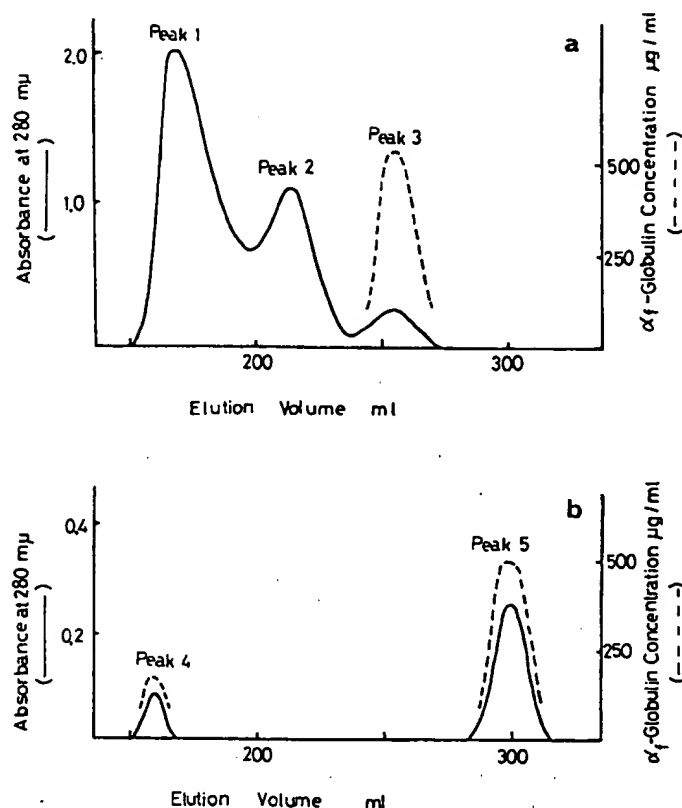 Peak 1
a
2.0
Peak 3
Peak 2
500
1.0
250
Absorbance at 280 mµ
(——)
αf-Globulin Concentration µg / ml
(- - - - -)
200
300
Elution Volume ml
b
0,4
Peak 5
500
0,2
Peak 4
250
Absorbance at 280 mµ
(——)
αf-Globulin Concentration µg / ml
(- - - -)
200
300
Elution Volume ml